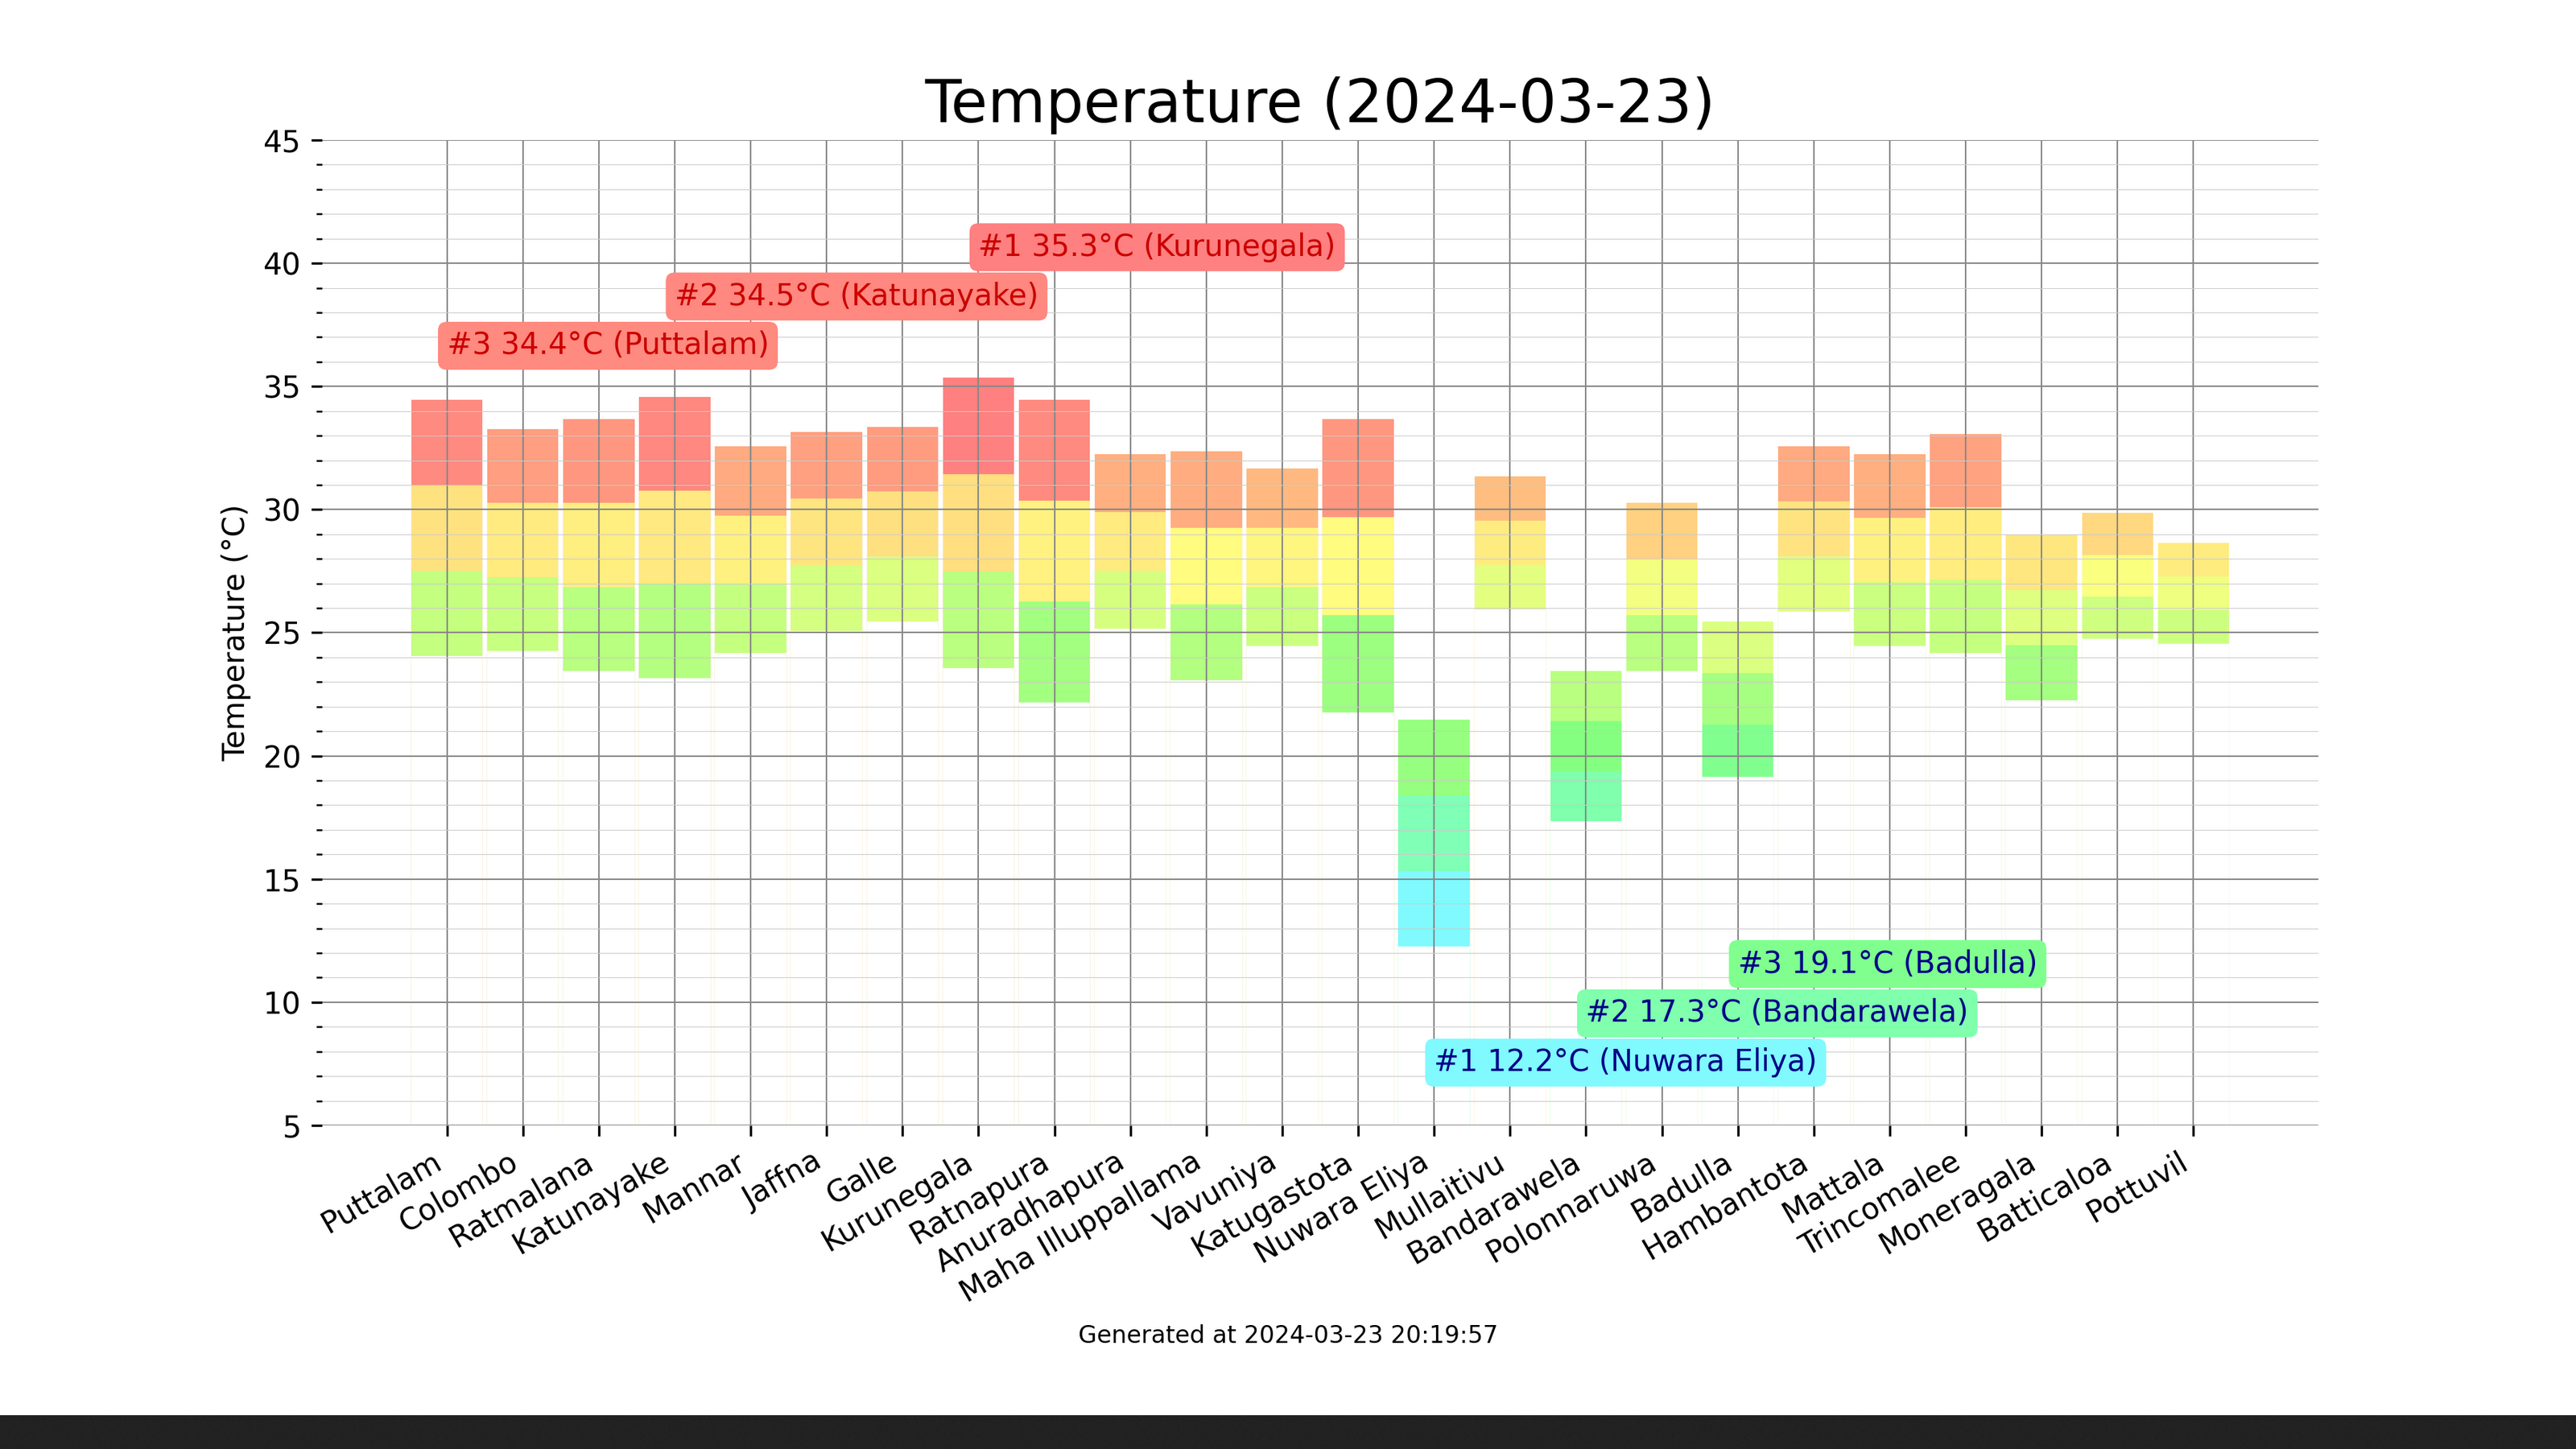 Temperature (2024-03-23)
45
40
35
30
25
20
15
10
5
Temperature (°C)
#1 35.3°C (Kurunegala)
#2 34.5°C (Katunayake)
#3 34.4°C (Puttalam)
#3 19.1°C (Badulla)
#2 17.3°C (Bandarawela)
#1 12.2°C (Nuwara Eliya)
Puttalam
Colombo
Ratmalana
Katunayake
Mannar
Jaffna
Galle
Kurunegala
Ratnapura
Anuradhapura
Maha Illuppallama
Vavuniya
Katugastota
Nuwara Eliya
Mullaitivu
Bandarawela
Polonnaruwa
Badulla
Hambantota
Mattala
Trincomalee
Moneragala
Batticaloa
Pottuvil
Generated at 2024-03-23 20:19:57